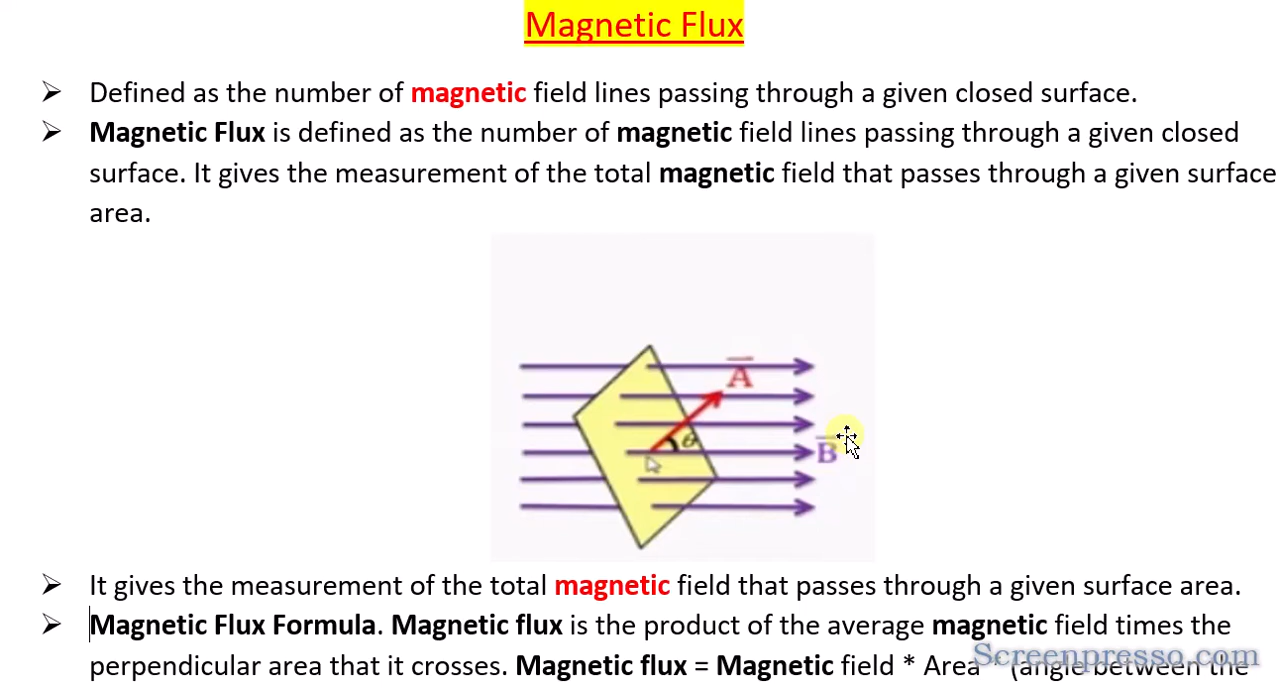 Magnetic Flux
Defined as the number of magnetic field lines passing through a given closed surface.
Magnetic Flux is defined as the number of magnetic field lines passing through a given closed
surface. It gives the measurement of the total magnetic field that passes through a given surface
area.
A
θ
B
It gives the measurement of the total magnetic field that passes through a given surface area.
Magnetic Flux Formula. Magnetic flux is the product of the average magnetic field times the
perpendicular area that it crosses. Magnetic flux = Magnetic field * Area * (angle between the
Screenpresso.com